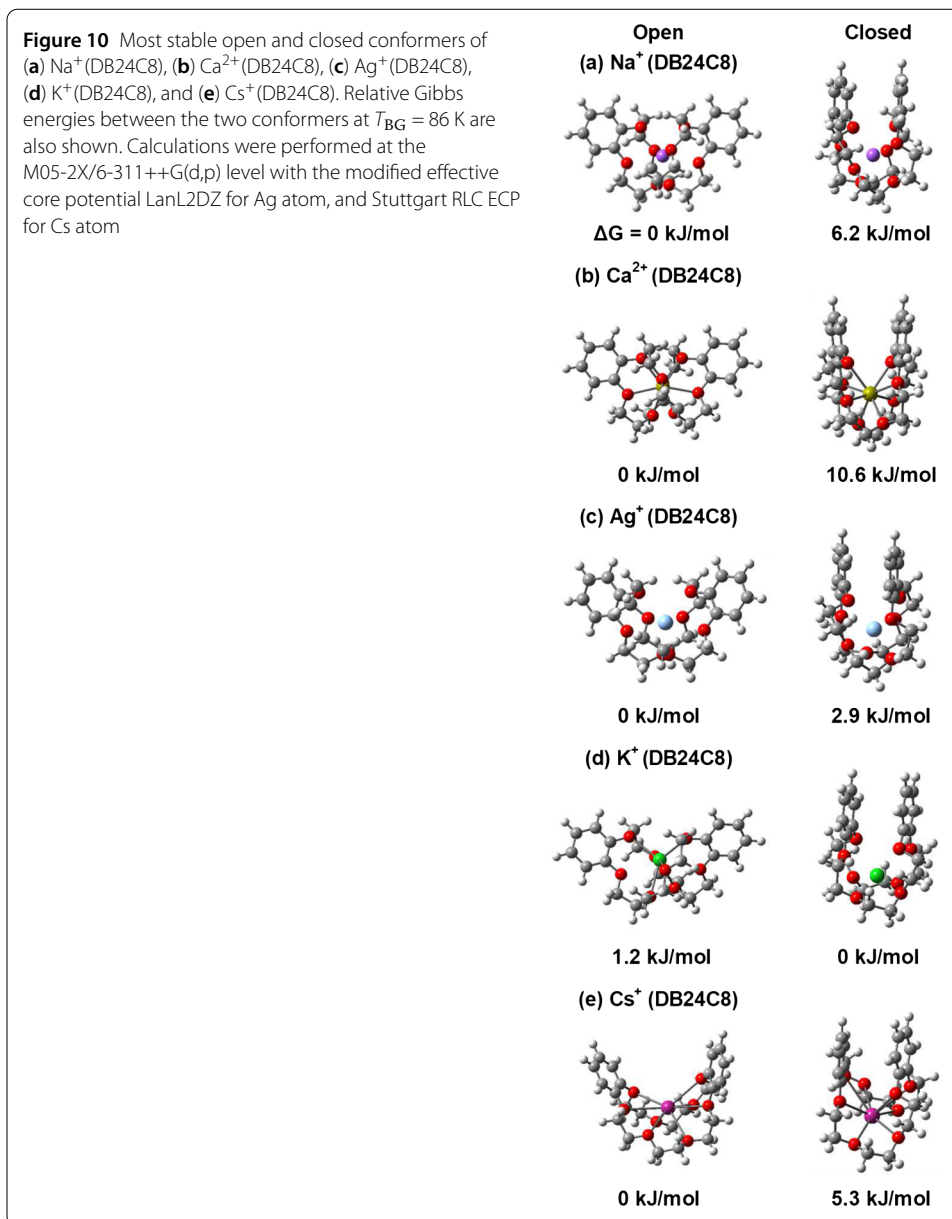 Figure 10 Most stable open and closed conformers of
(a) Na⁺(DB24C8), (b) Ca²⁺(DB24C8), (c) Ag⁺(DB24C8),
(d) K⁺(DB24C8), and (e) Cs⁺(DB24C8). Relative Gibbs
energies between the two conformers at T_BG = 86 K are
also shown. Calculations were performed at the
M05-2X/6-311++G(d,p) level with the modified effective
core potential LanL2DZ for Ag atom, and Stuttgart RLC ECP
for Cs atom
Open Closed
(a) Na⁺(DB24C8)
ΔG = 0 kJ/mol 6.2 kJ/mol
(b) Ca²⁺(DB24C8)
0 kJ/mol 10.6 kJ/mol
(c) Ag⁺(DB24C8)
0 kJ/mol 2.9 kJ/mol
(d) K⁺(DB24C8)
1.2 kJ/mol 0 kJ/mol
(e) Cs⁺ (DB24C8)
0 kJ/mol 5.3 kJ/mol